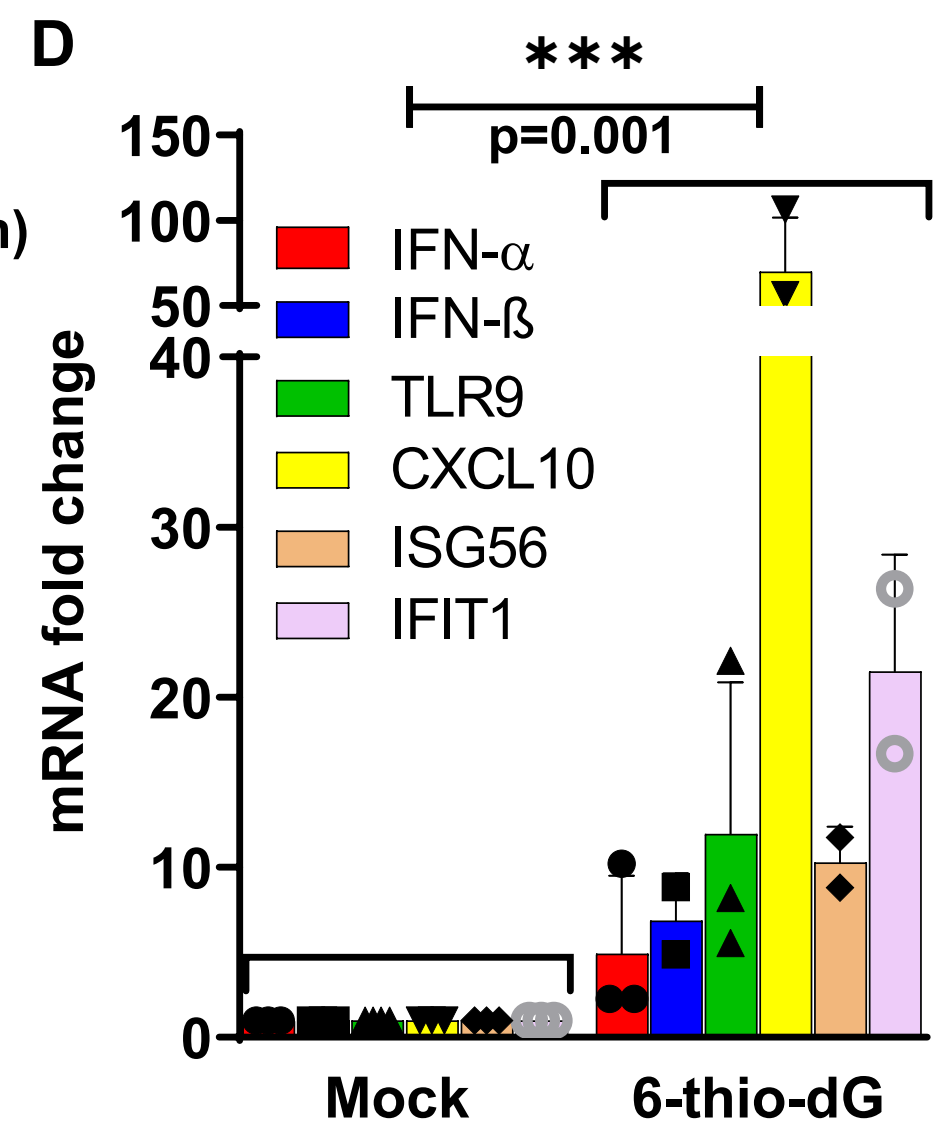 D
***
p=0.001
150
100
50
40
30
20
10
0
h)
mRNA fold change
IFN-α
IFN-ß
TLR9
CXCL10
ISG56
IFIT1
Mock
6-thio-dG